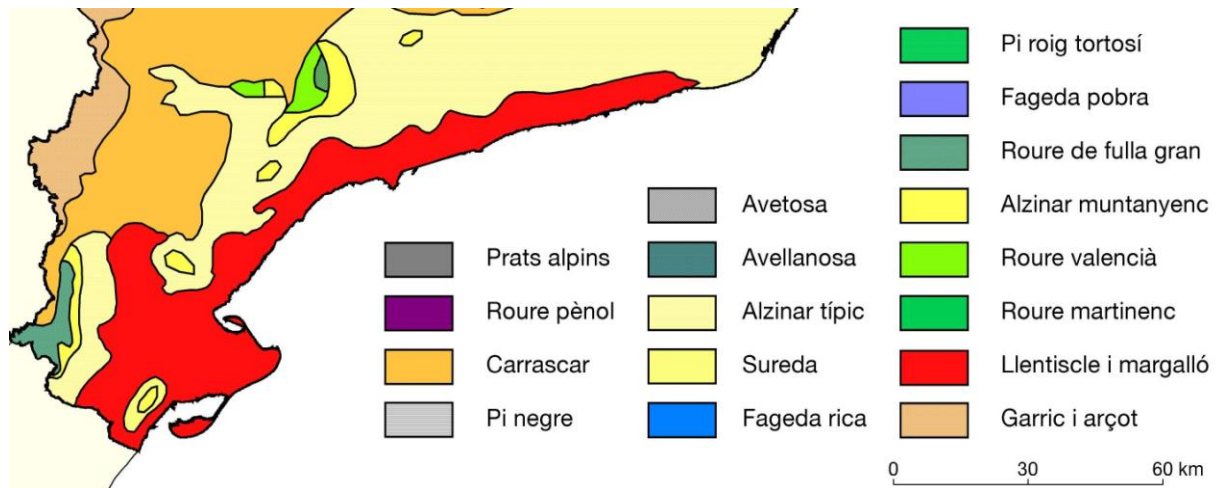 Pi roig tortosí
Fageda pobra
Roure de fulla gran
Avetosa
Alzinar muntanyenc
Prats alpins
Avellanosa
Roure valencià
Roure pènol
Alzinar típic
Roure martinenc
Carrascar
Sureda
Llentiscle i margalló
Pi negre
Fageda rica
Garric i arçot
0 30 60 km